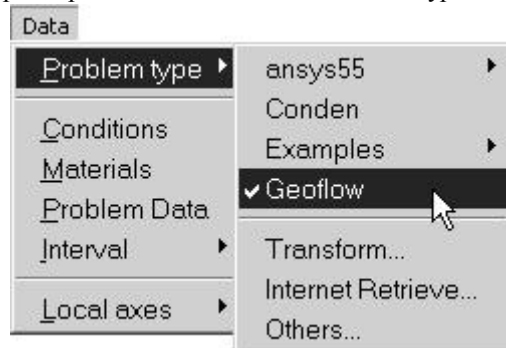 Data
Problem type
Conditions
Materials
Problem Data
Interval
Local axes
ansys55
Conden
Examples
Geoflow
Transform...
Internet Retrieve...
Others...